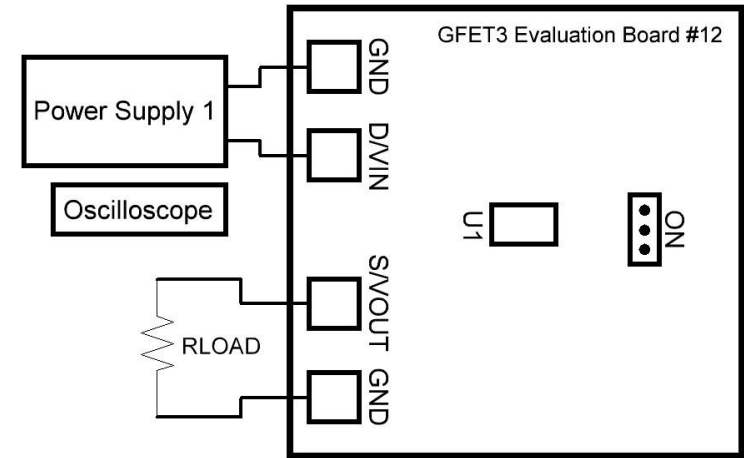 GFET3 Evaluation Board #12
GND
Power Supply 1
D/VIN
Oscilloscope
U1
ON
S/VOUT
RLOAD
GND